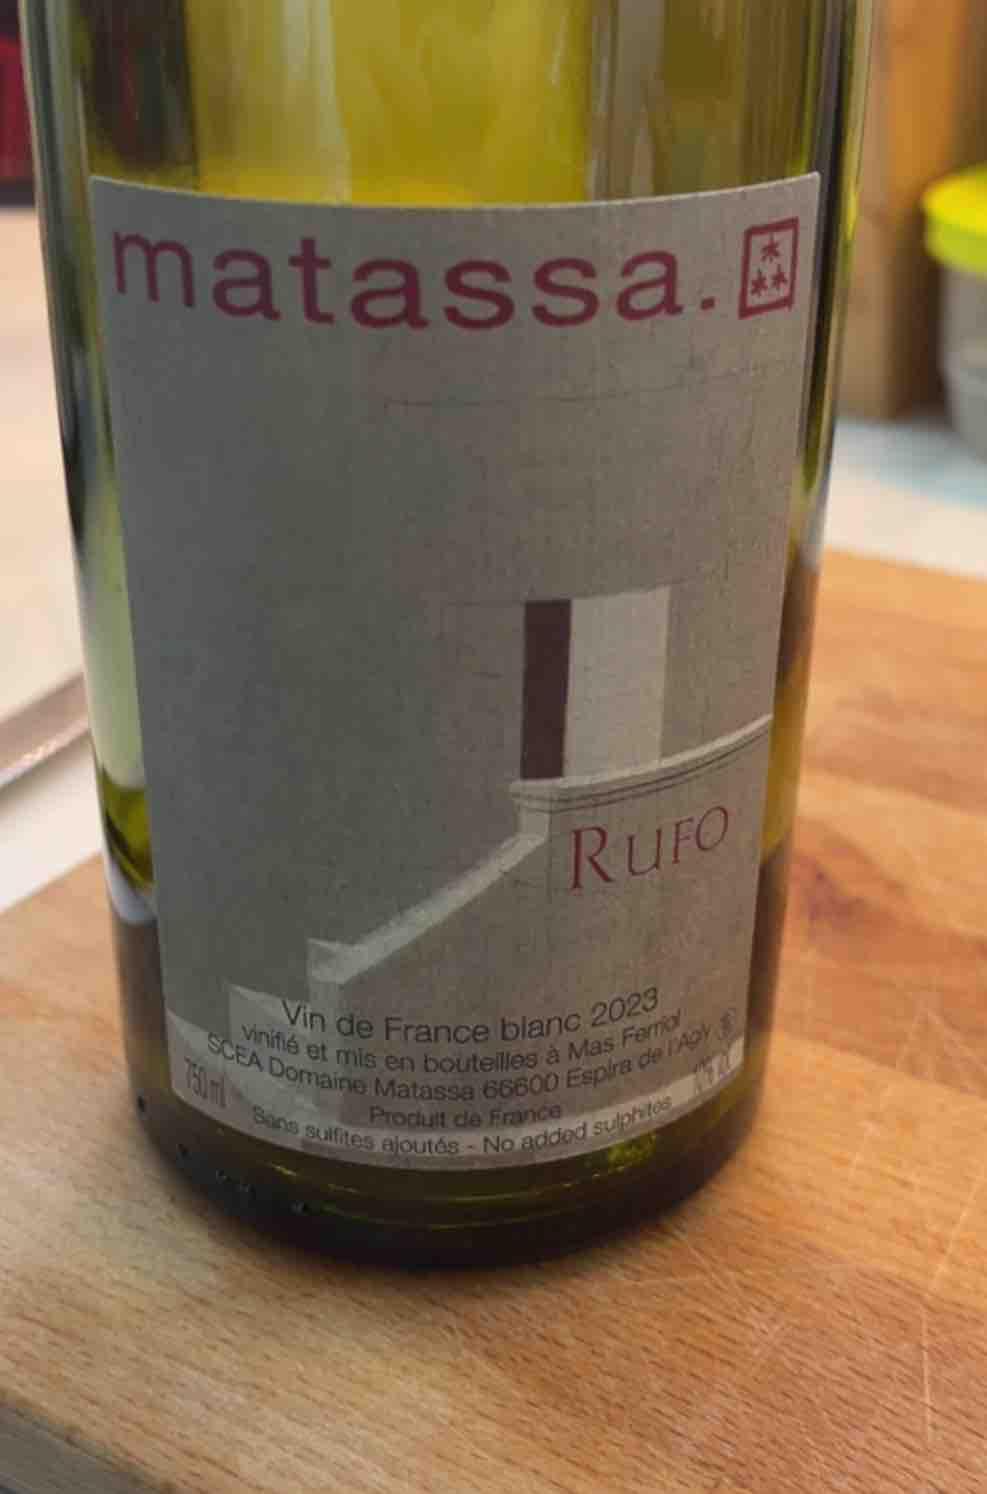 matassa.
RUFO
Vin de France blanc 2023
vinifié et mis en bouteilles à Mas Ferriol
SCEA Domaine Matassa 66600 Espira de l'Agly
750 ml
Produit de France
Sans sulfites ajoutés - No added sulphites